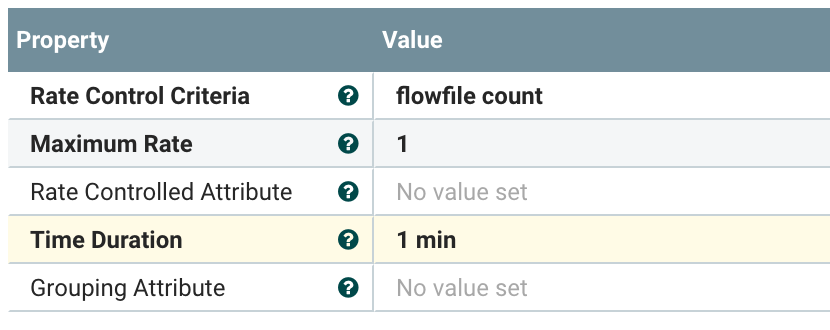 Property Value
Rate Control Criteria ? flowfile count
Maximum Rate ? 1
Rate Controlled Attribute ? No value set
Time Duration ? 1 min
Grouping Attribute ? No value set